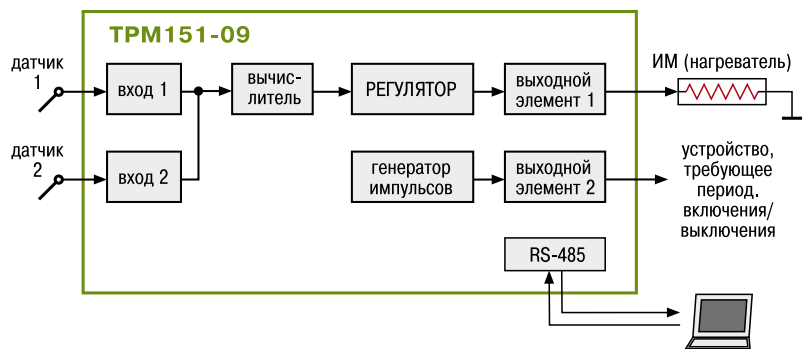 ТРМ151-09
датчик
1
вход 1
вычис-
литель
РЕГУЛЯТОР
выходной
элемент 1
ИМ (нагреватель)
датчик
2
вход 2
генератор
импульсов
выходной
элемент 2
устройство,
требующее
период.
включения/
выключения
RS-485